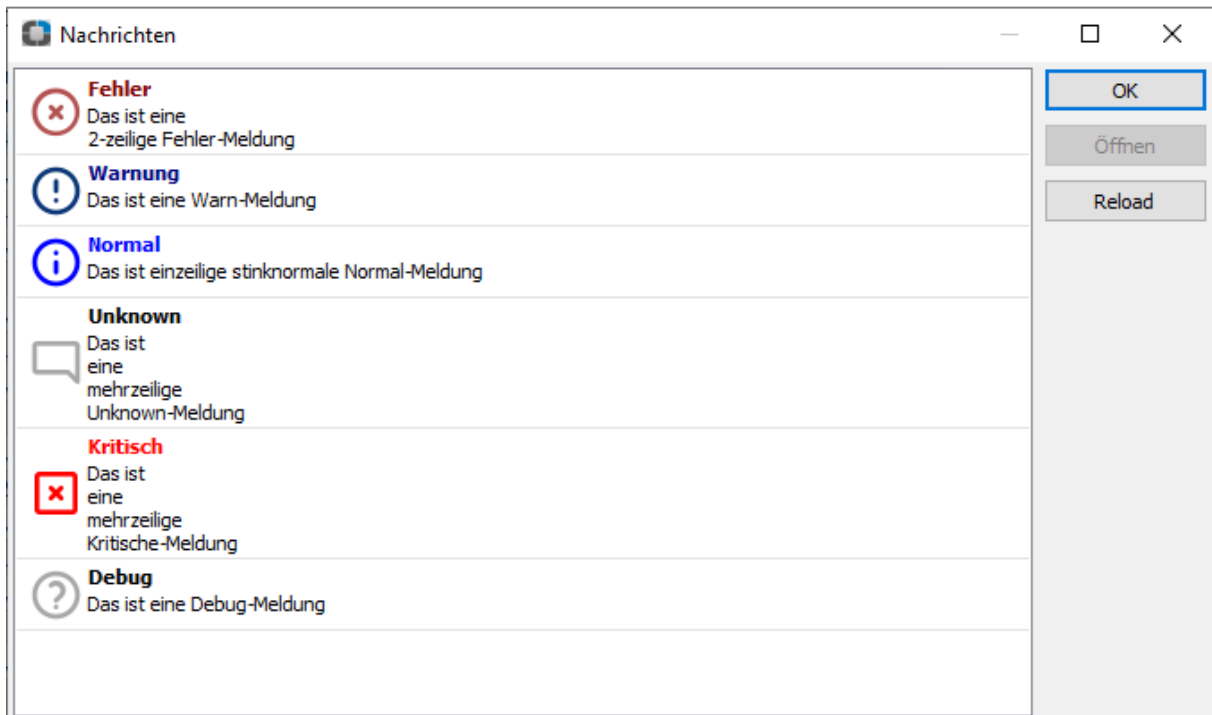 Nachrichten
Fehler
Das ist eine
2-zeilige Fehler-Meldung
Warnung
Das ist eine Warn-Meldung
Normal
Das ist einzeilige stinknormale Normal-Meldung
Unknown
Das ist
eine
mehrzeilige
Unknown-Meldung
Kritisch
Das ist
eine
mehrzeilige
Kritische-Meldung
Debug
Das ist eine Debug-Meldung
OK
Öffnen
Reload